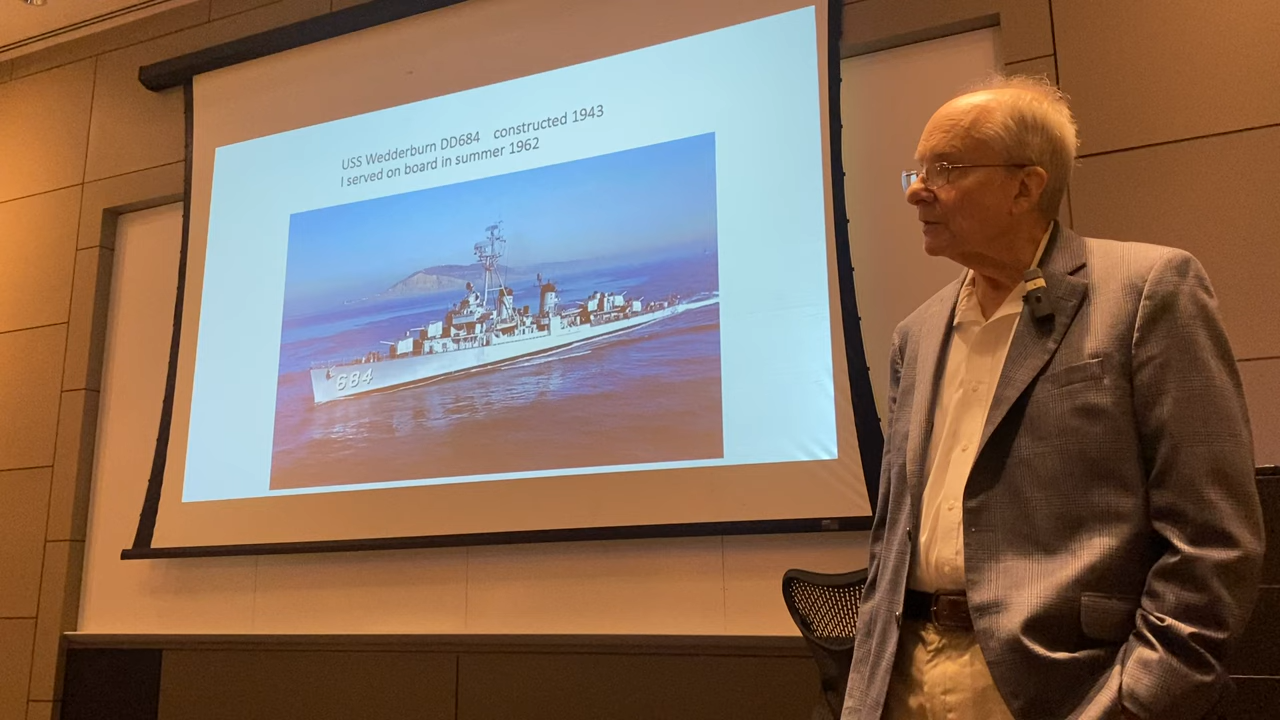 USS Wedderburn DD684 constructed 1943
I served on board in summer 1962
684